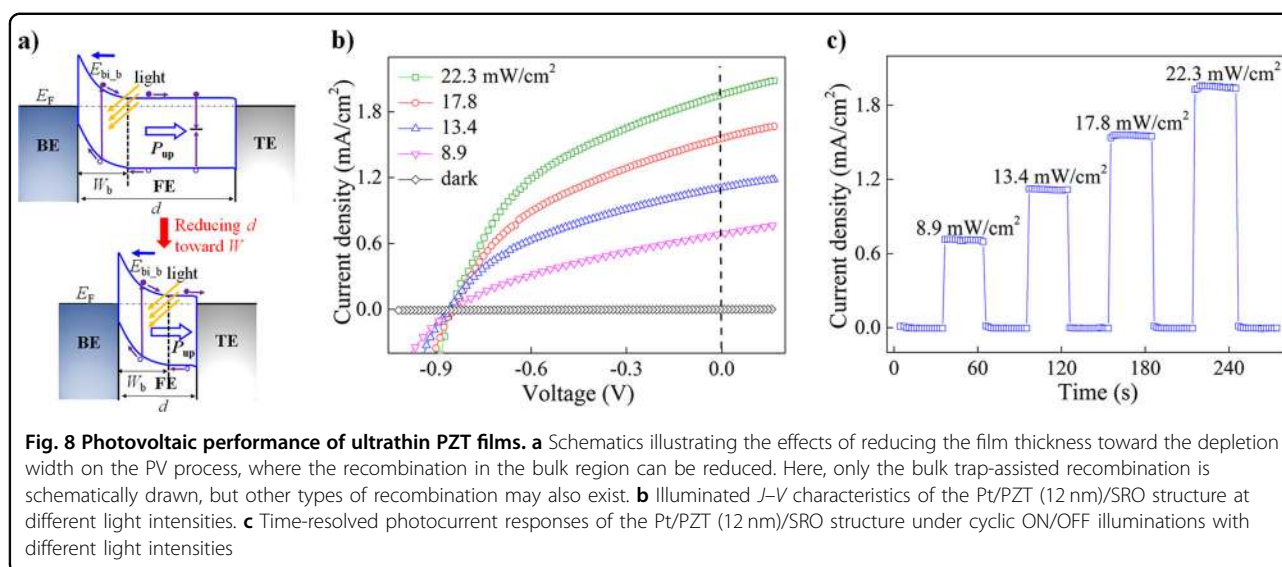 a)
E_bi_b
light
E_F
BE
P_up
TE
W_b
FE
d
Reducing d
toward W
E_bi_b
light
E_F
BE
P_up
TE
W_b
FE
d
b)
Current density (mA/cm²)
1.8
1.2
0.6
0.0
22.3 mW/cm²
17.8
13.4
8.9
dark
-0.9
-0.6
-0.3
0.0
Voltage (V)
c)
Current density (mA/cm²)
1.8
1.2
0.6
0.0
22.3 mW/cm²
17.8 mW/cm²
13.4 mW/cm²
8.9 mW/cm²
0
60
120
180
240
Time (s)
Fig. 8 Photovoltaic performance of ultrathin PZT films. a Schematics illustrating the effects of reducing the film thickness toward the depletion
width on the PV process, where the recombination in the bulk region can be reduced. Here, only the bulk trap-assisted recombination is
schematically drawn, but other types of recombination may also exist. b Illuminated J–V characteristics of the Pt/PZT (12 nm)/SRO structure at
different light intensities. c Time-resolved photocurrent responses of the Pt/PZT (12 nm)/SRO structure under cyclic ON/OFF illuminations with
different light intensities